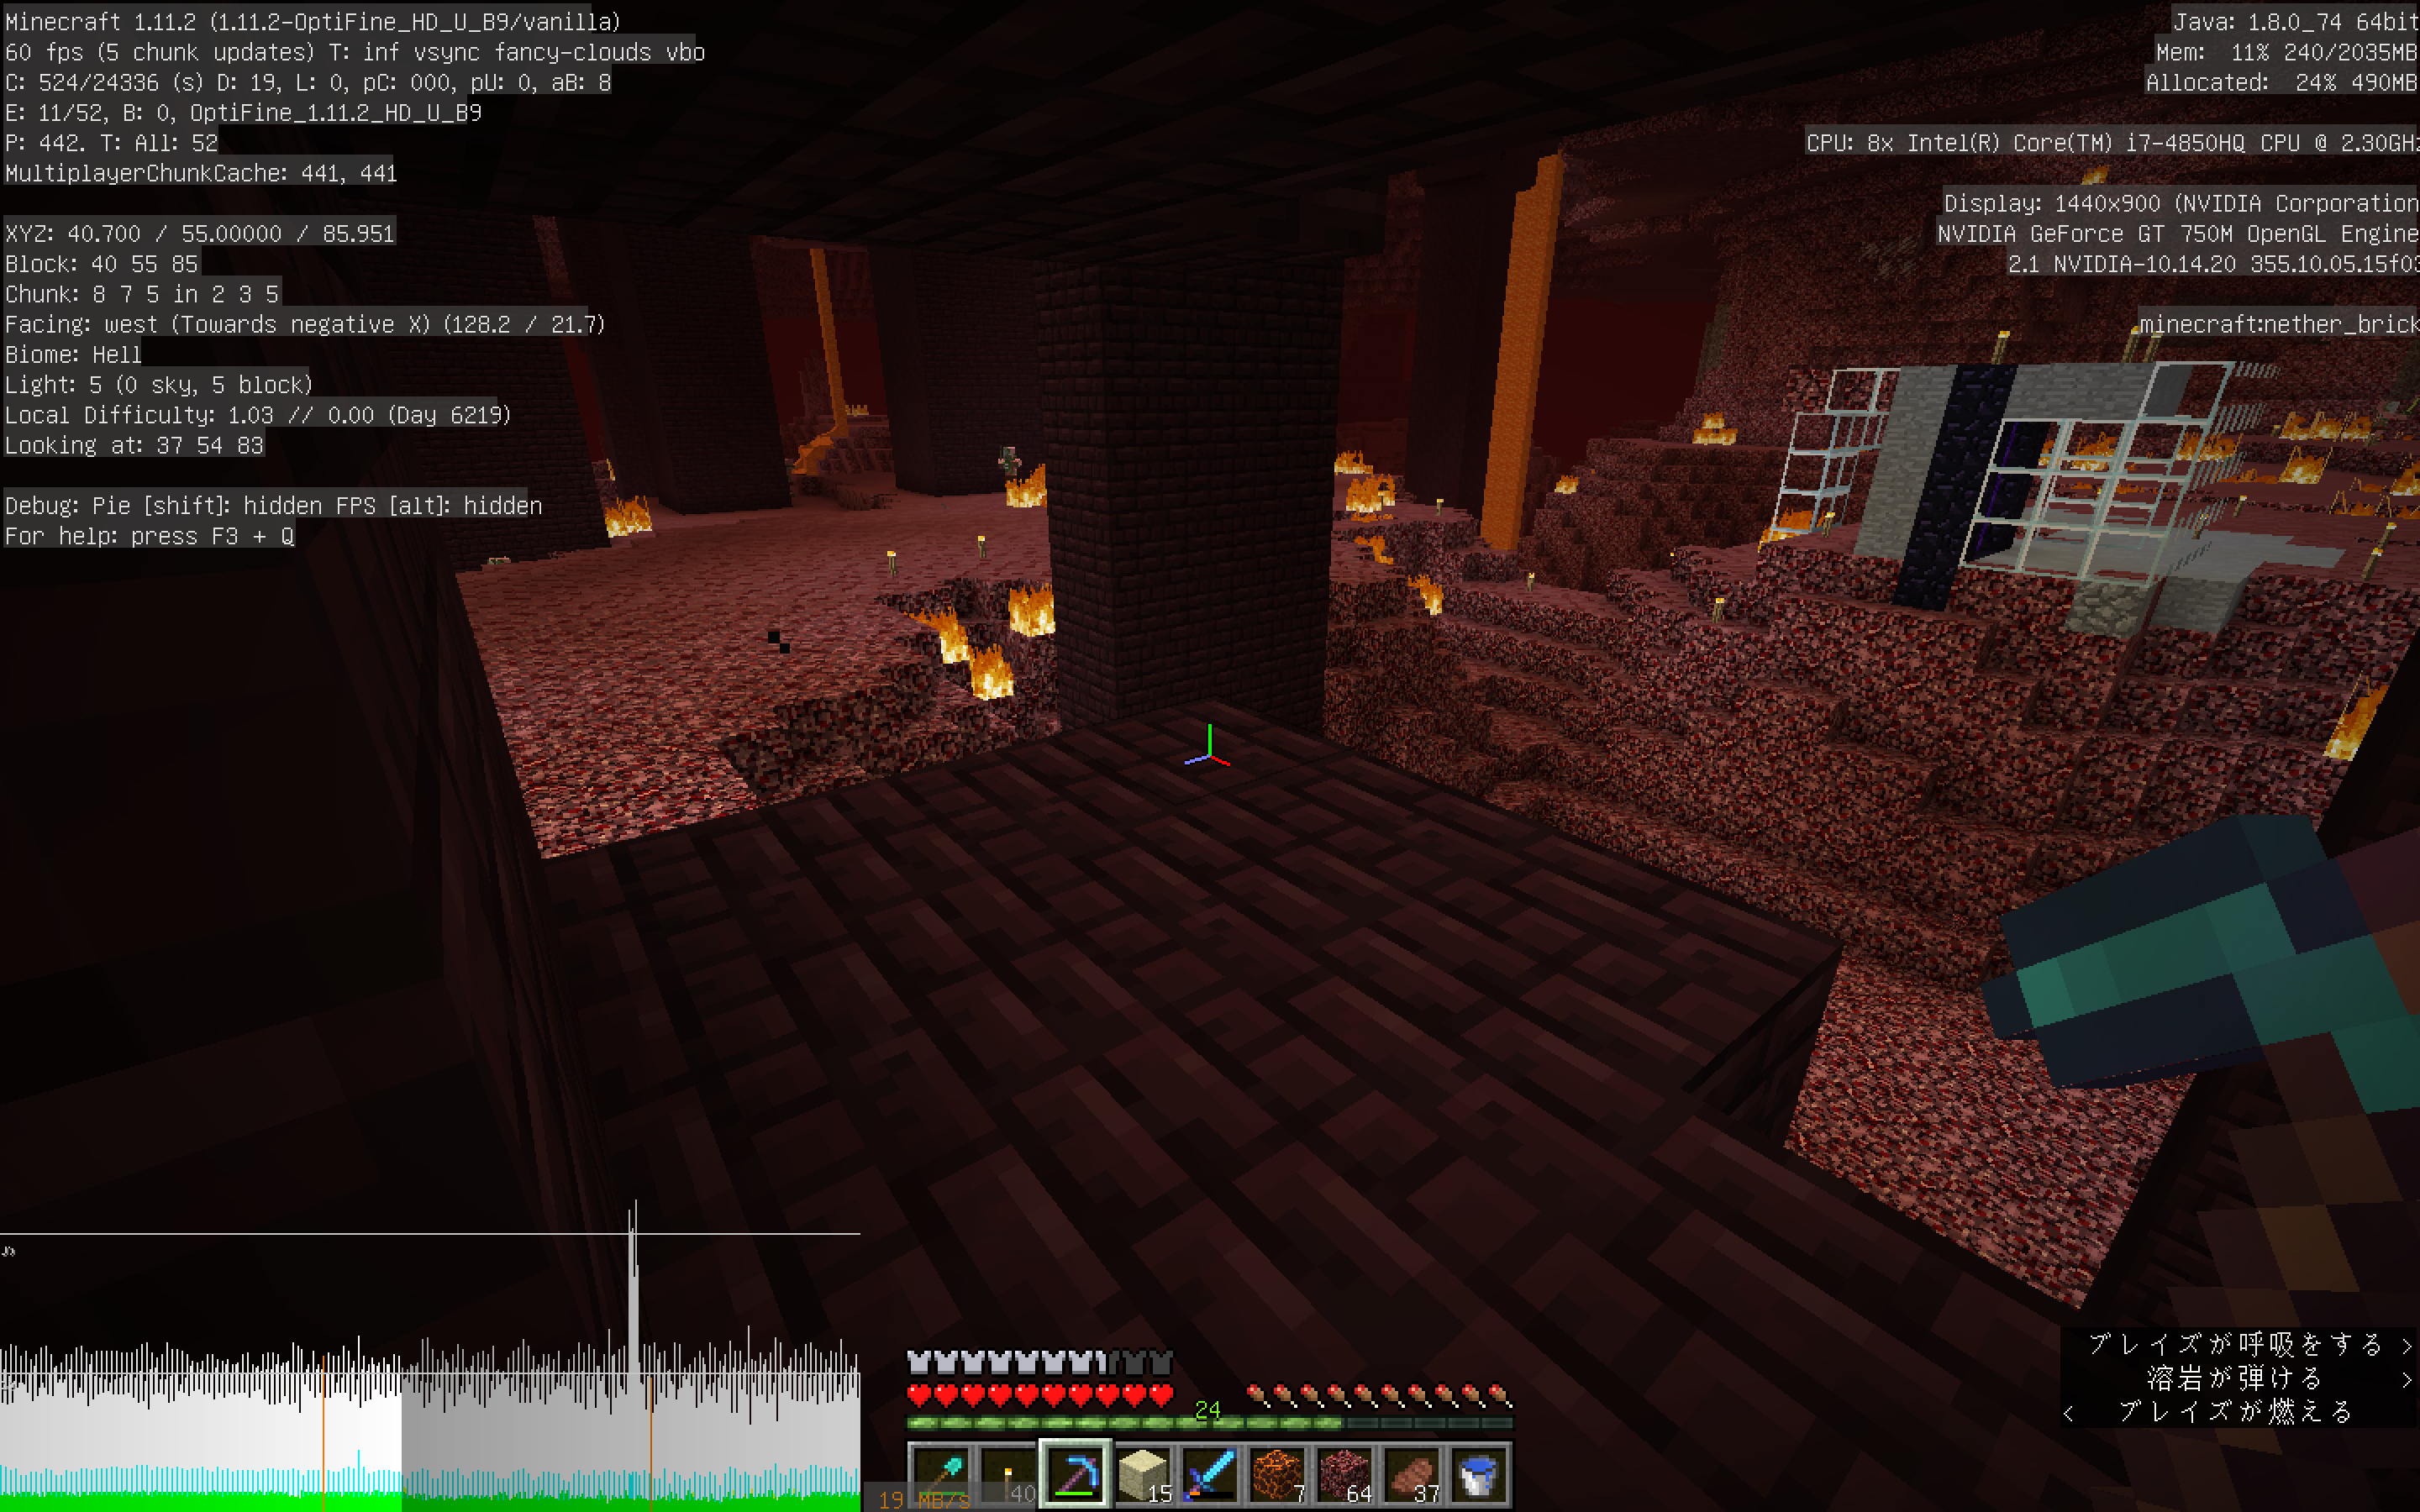 Minecraft 1.11.2 (1.11.2-OptiFine_HD_U_B9/vanilla)
60 fps (5 chunk updates) T: inf vsync fancy-clouds vbo
C: 524/24336 (s) D: 19, L: 0, pC: 000, pU: 0, aB: 8
E: 11/52, B: 0, OptiFine_1.11.2_HD_U_B9
P: 442. T: All: 52
MultiplayerChunkCache: 441, 441
XYZ: 40.700 / 55.00000 / 85.951
Block: 40 55 85
Chunk: 8 7 5 in 2 3 5
Facing: west (Towards negative X) (128.2 / 21.7)
Biome: Hell
Light: 5 (0 sky, 5 block)
Local Difficulty: 1.03 // 0.00 (Day 6219)
Looking at: 37 54 83
Debug: Pie [shift]: hidden FPS [alt]: hidden
For help: press F3 + Q
Java: 1.8.0_74 64bit
Mem: 11% 240/2035MB
Allocated: 24% 490MB
CPU: 8x Intel(R) Core(TM) i7-4850HQ CPU @ 2.30GHz
Display: 1440x900 (NVIDIA Corporation
NVIDIA GeForce GT 750M OpenGL Engine
2.1 NVIDIA-10.14.20 355.10.05.15f03
minecraft:nether_brick
ブレイズが呼吸をする >
溶岩が弾ける >
< ブレイズが燃える
24
19 MB/s
40 15 7 64 37